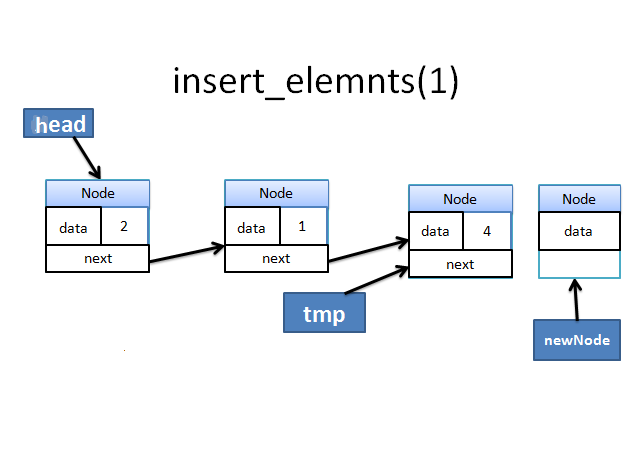 insert_elemnts(1)
head
Node
data 2
next
Node
data 1
next
Node
data 4
next
Node
data
tmp
newNode